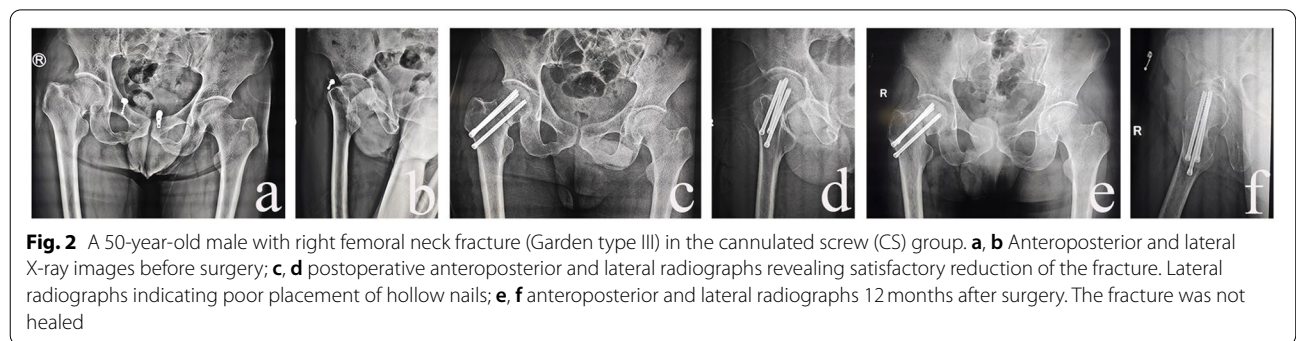 ® a b c d R e R f
Fig. 2 A 50-year-old male with right femoral neck fracture (Garden type III) in the cannulated screw (CS) group. a, b Anteroposterior and lateral
X-ray images before surgery; c, d postoperative anteroposterior and lateral radiographs revealing satisfactory reduction of the fracture. Lateral
radiographs indicating poor placement of hollow nails; e, f anteroposterior and lateral radiographs 12 months after surgery. The fracture was not
healed